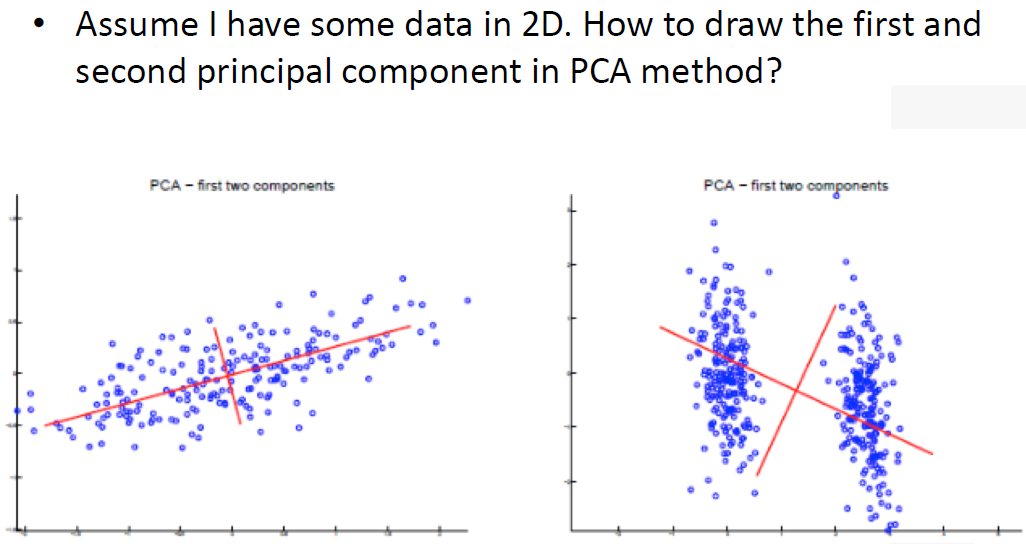 • Assume I have some data in 2D. How to draw the first and
second principal component in PCA method?
PCA – first two components
PCA – first two components